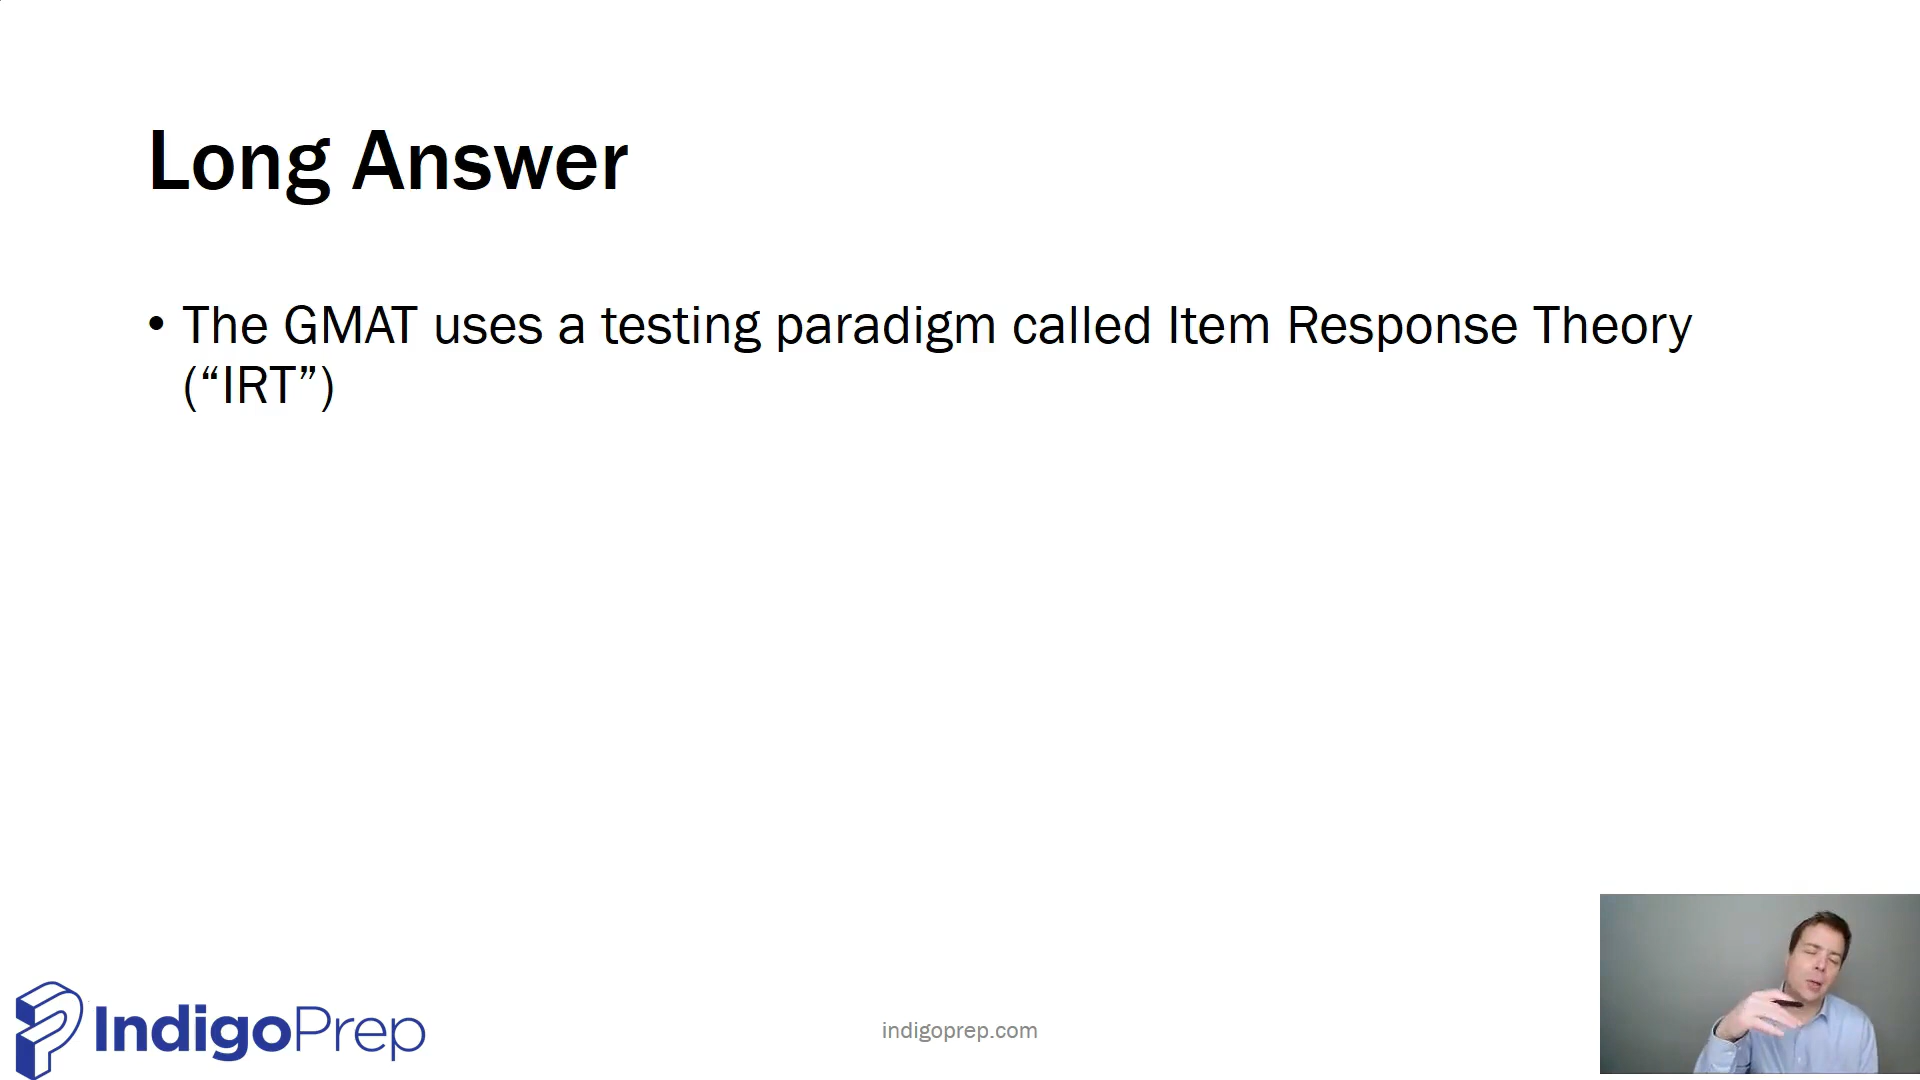 Long Answer
• The GMAT uses a testing paradigm called Item Response Theory
(“IRT”)
IndigoPrep
indigoprep.com